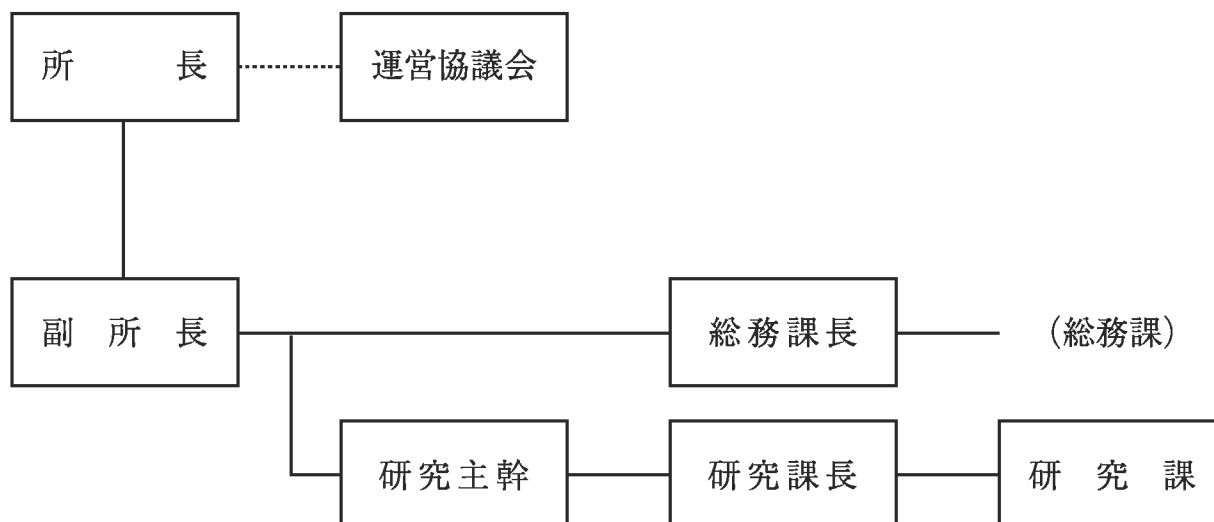 所長
運営協議会
副所長
総務課長
(総務課)
研究主幹
研究課長
研究課